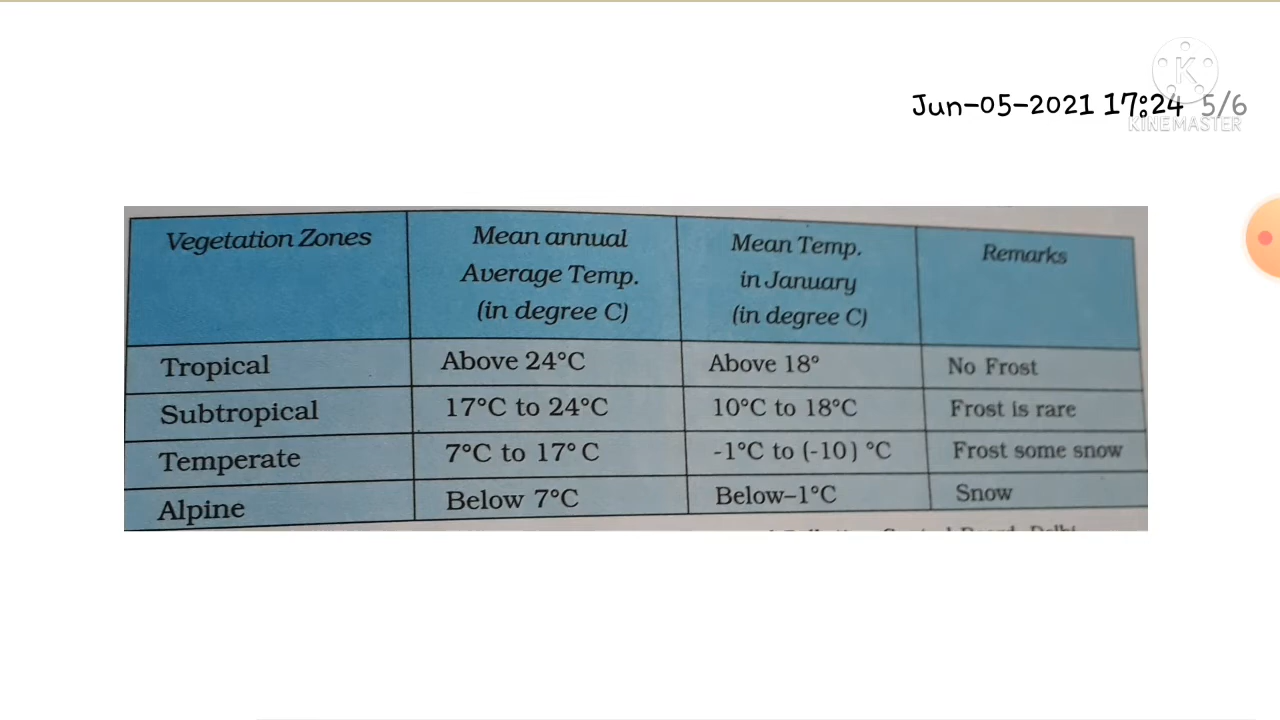 Jun-05-2021 17:24 5/6
KINEMASTER
Vegetation Zones Mean annual Average Temp. (in degree C) Mean Temp. in January (in degree C) Remarks
Tropical Above 24°C Above 18° No Frost
Subtropical 17°C to 24°C 10°C to 18°C Frost is rare
Temperate 7°C to 17°C -1°C to (-10) °C Frost some snow
Alpine Below 7°C Below–1°C Snow
Delhi